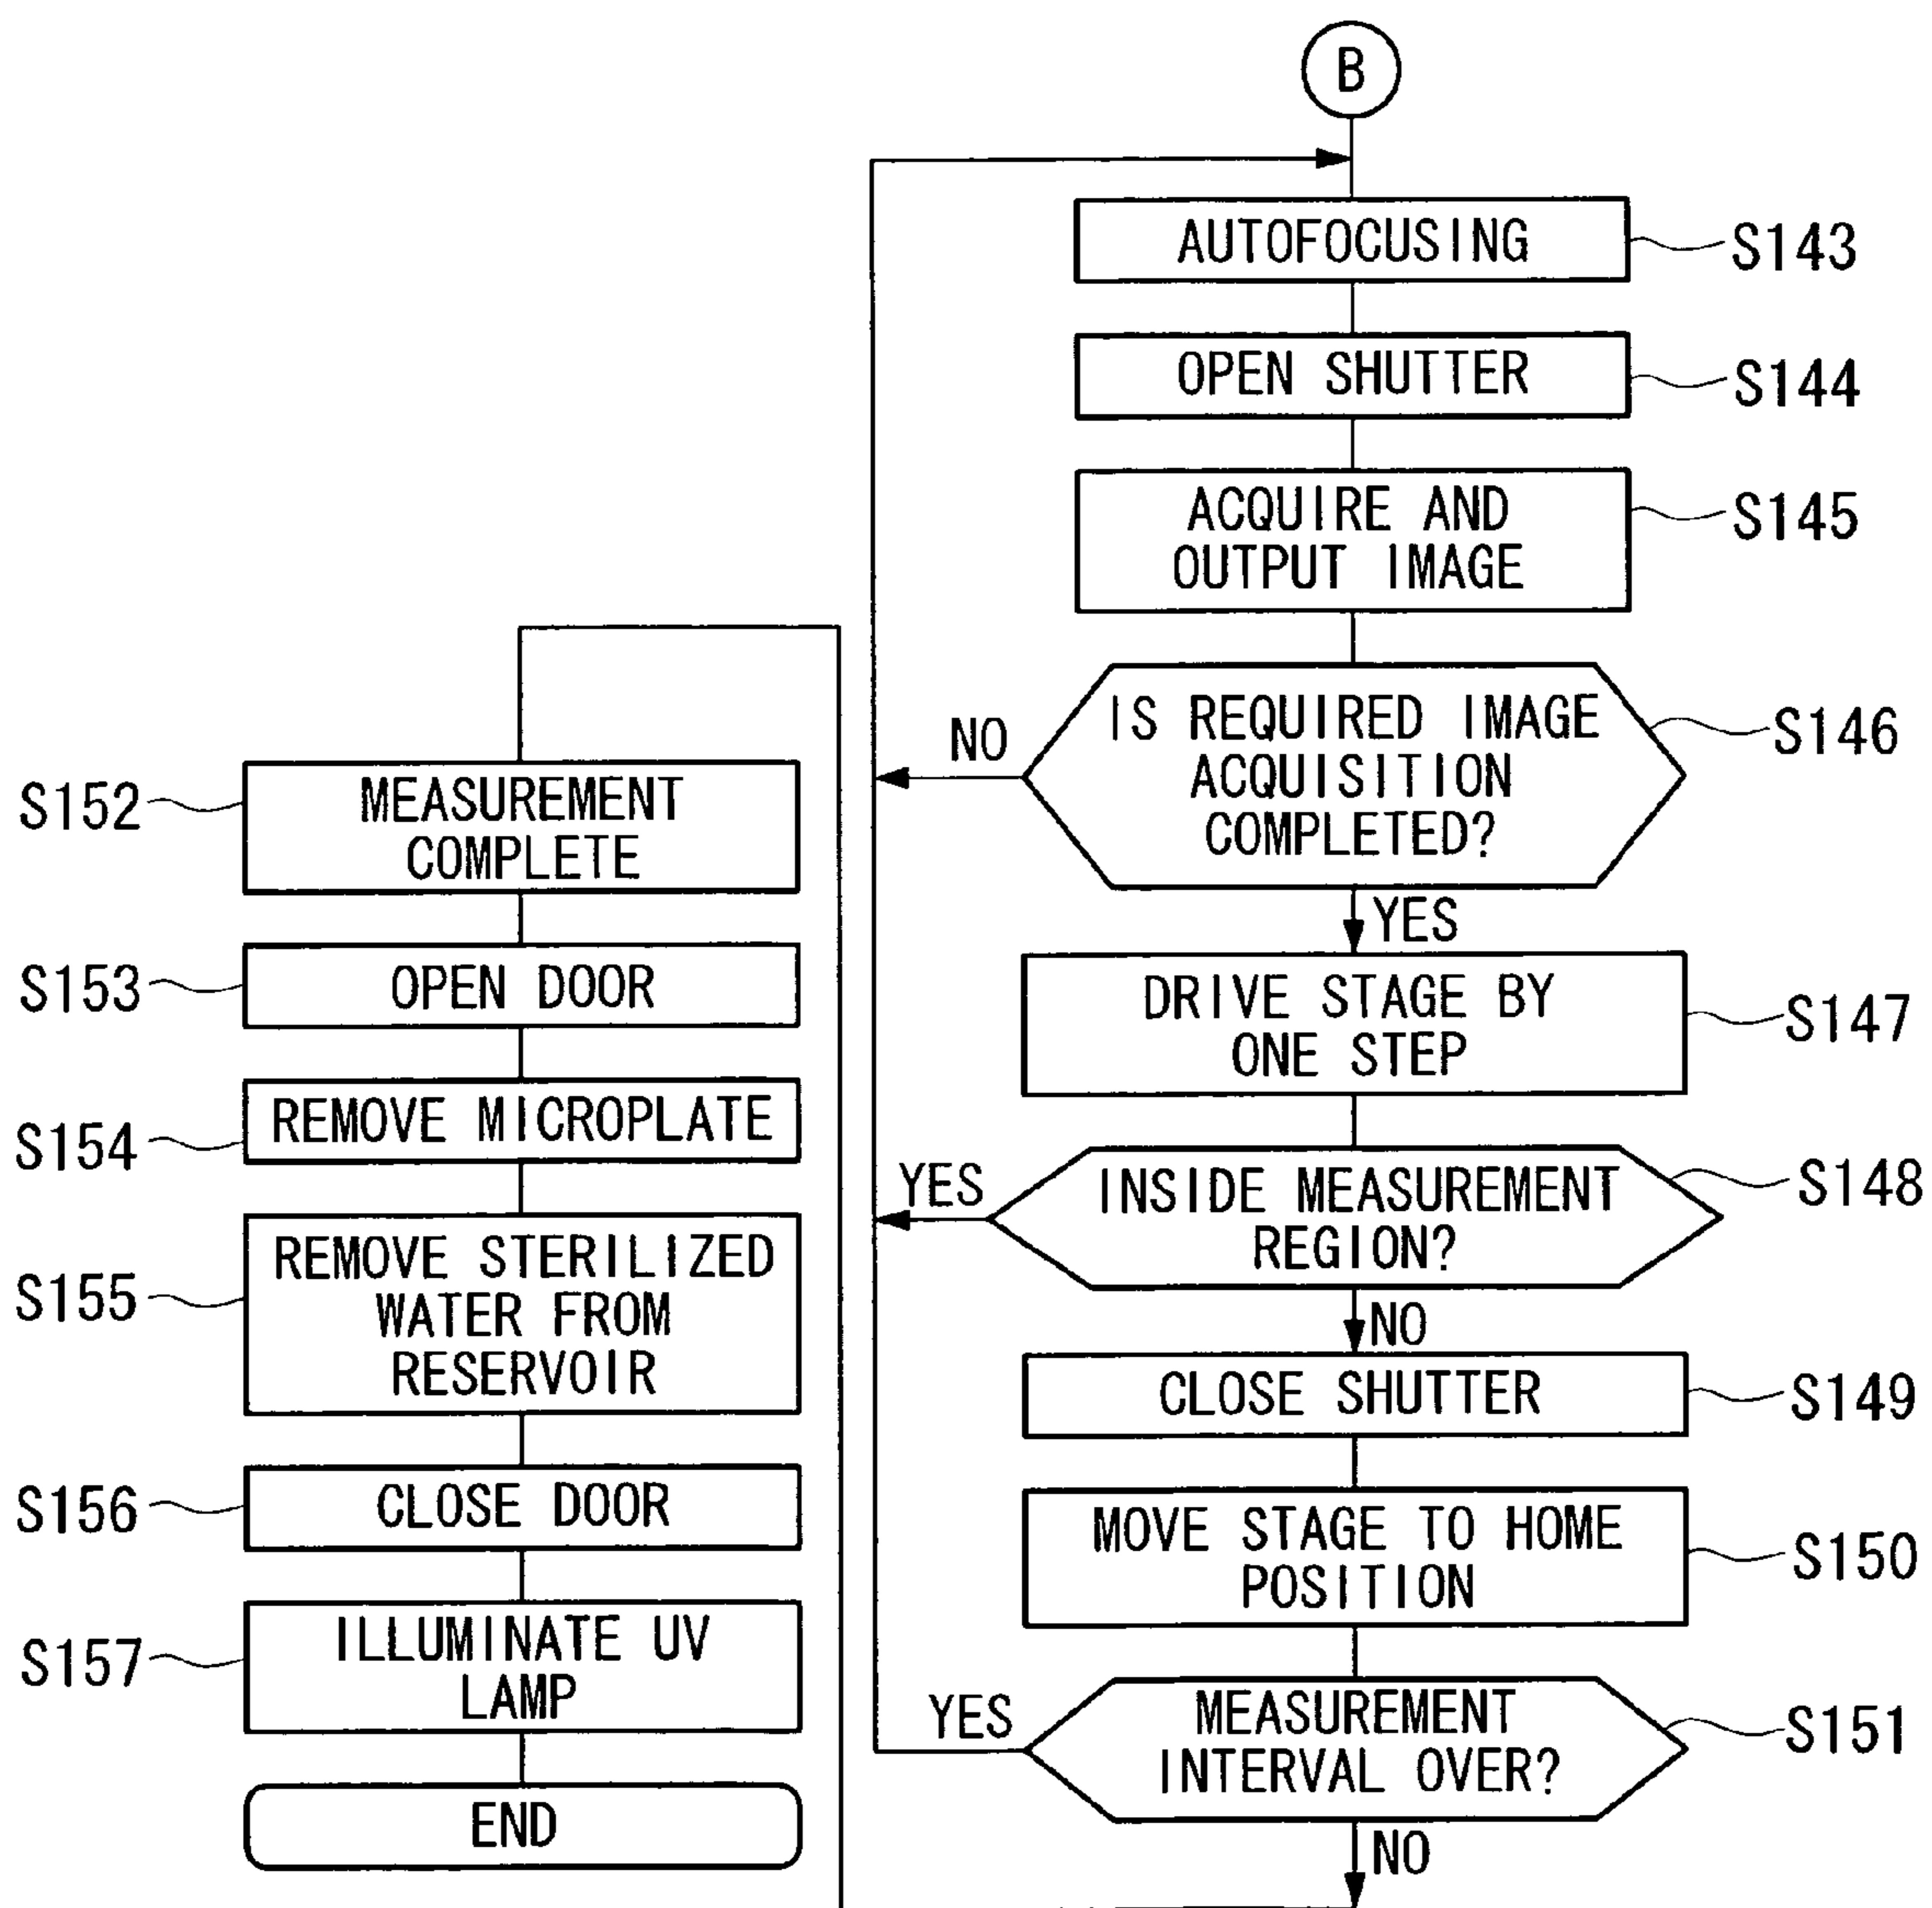 B
AUTOFOCUSING
S143
OPEN SHUTTER
S144
ACQUIRE AND
OUTPUT IMAGE
S145
IS REQUIRED IMAGE
ACQUISITION
COMPLETED?
S146
NO
YES
DRIVE STAGE BY
ONE STEP
S147
INSIDE MEASUREMENT
REGION?
S148
YES
NO
CLOSE SHUTTER
S149
MOVE STAGE TO HOME
POSITION
S150
MEASUREMENT
INTERVAL OVER?
S151
YES
NO
S152
MEASUREMENT
COMPLETE
S153
OPEN DOOR
S154
REMOVE MICROPLATE
S155
REMOVE STERILIZED
WATER FROM
RESERVOIR
S156
CLOSE DOOR
S157
ILLUMINATE UV
LAMP
END